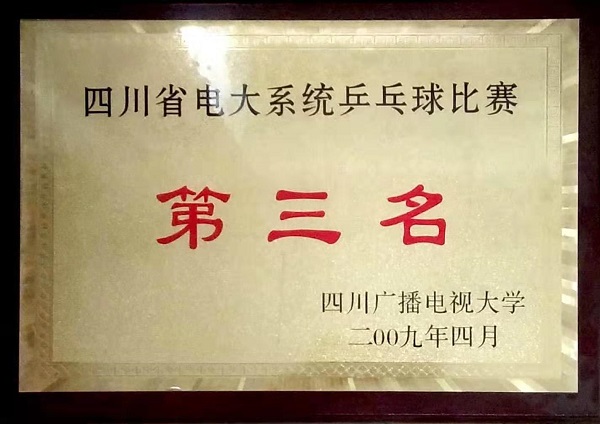 四川省电大系统乒乓球比赛
第三名
四川广播电视大学
二00九年四月